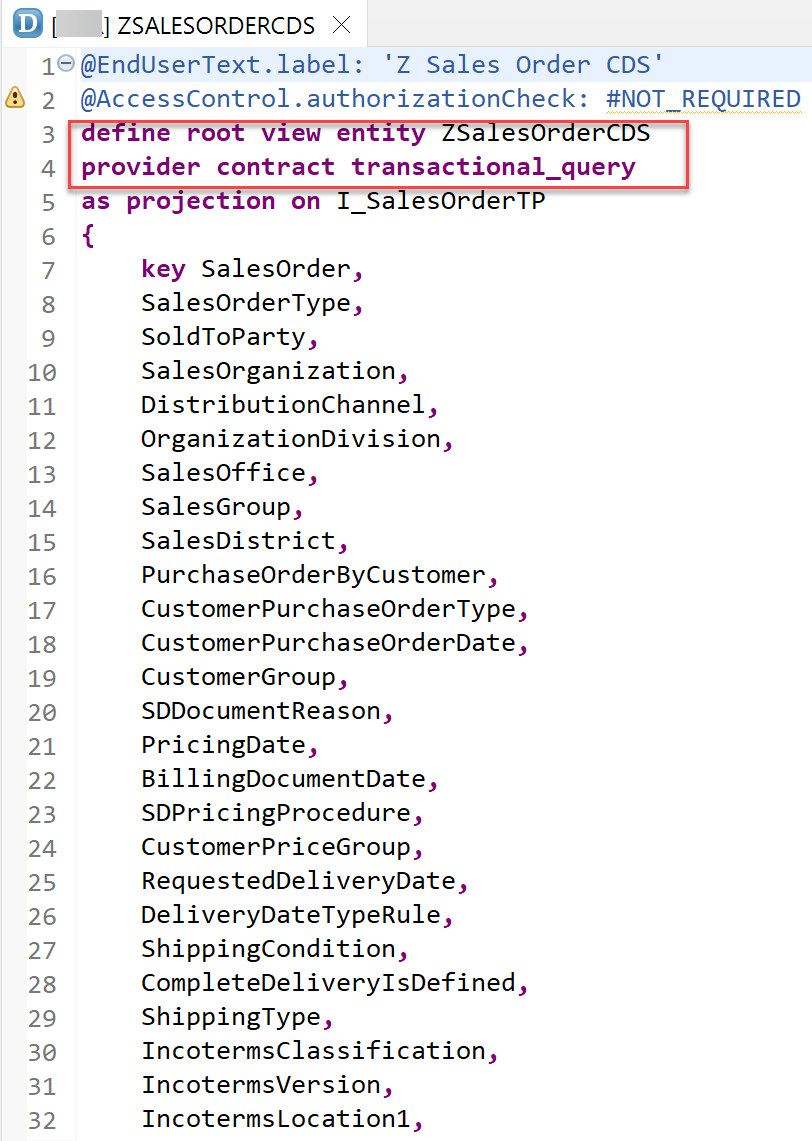 D [ ] ZSALESORDERCDS
1 @EndUserText.label: 'Z Sales Order CDS'
2 @AccessControl.authorizationCheck: #NOT_REQUIRED
3 define root view entity ZSalesOrderCDS
4 provider contract transactional_query
5 as projection on I_SalesOrderTP
6 {
7 key SalesOrder,
8 SalesOrderType,
9 SoldToParty,
10 SalesOrganization,
11 DistributionChannel,
12 OrganizationDivision,
13 SalesOffice,
14 SalesGroup,
15 SalesDistrict,
16 PurchaseOrderByCustomer,
17 CustomerPurchaseOrderType,
18 CustomerPurchaseOrderDate,
19 CustomerGroup,
20 SDDocumentReason,
21 PricingDate,
22 BillingDocumentDate,
23 SDPricingProcedure,
24 CustomerPriceGroup,
25 RequestedDeliveryDate,
26 DeliveryDateTypeRule,
27 ShippingCondition,
28 CompleteDeliveryIsDefined,
29 ShippingType,
30 IncotermsClassification,
31 IncotermsVersion,
32 IncotermsLocation1,